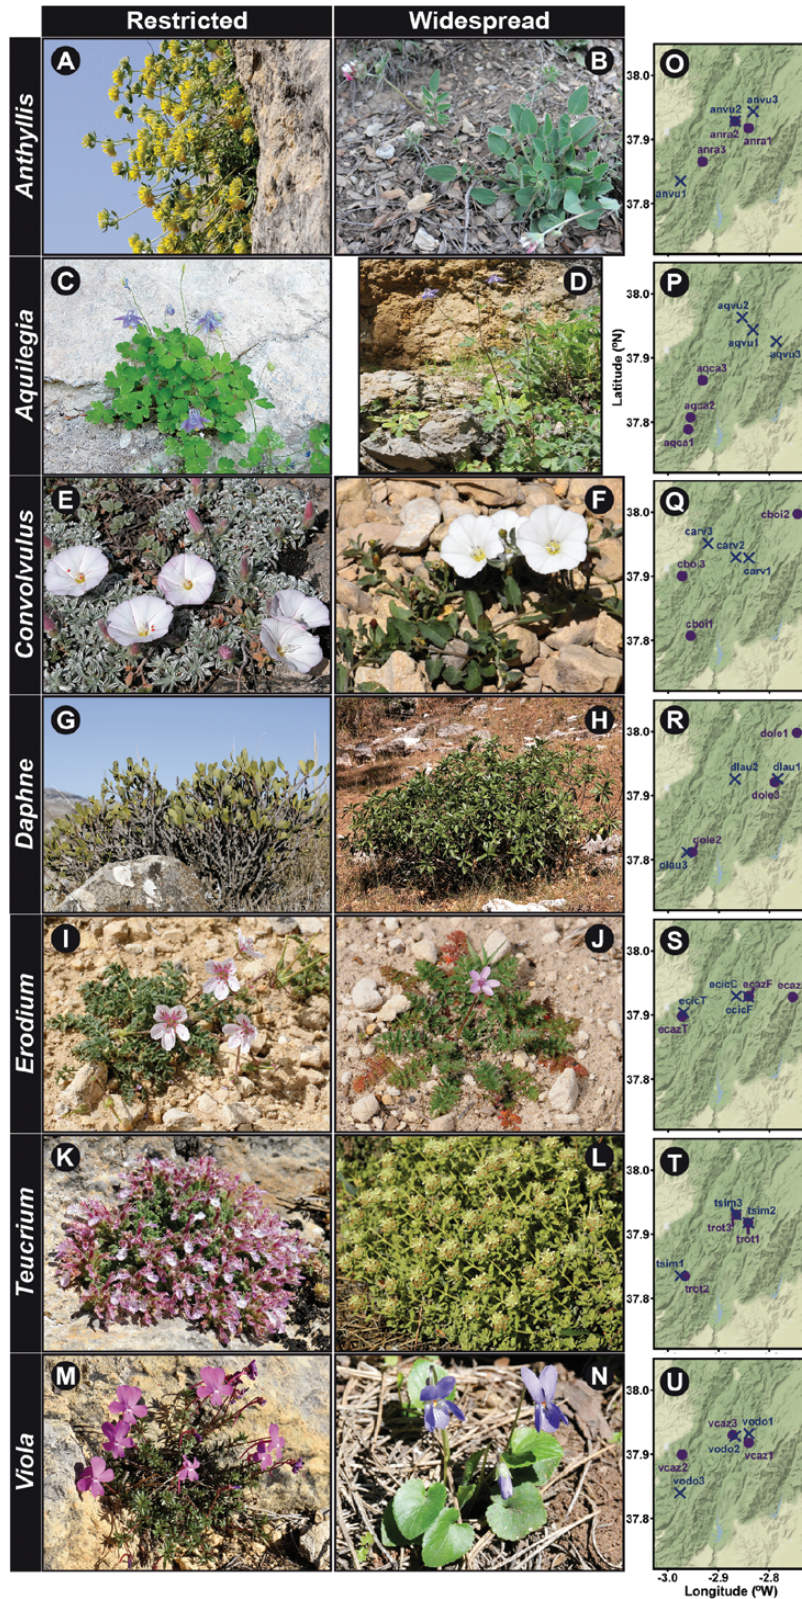 Restricted Widespread
Anthyllis
A B O
38.0
37.9
37.8
anvu2 anvu3
anra2 anra1
anra3
anvu1
Aquilegia
C D P
Latitude (ºN)
38.0
37.9
37.8
aqvu2
aqvu1
aqvu3
aqca3
aqca2
aqca1
Convolvulus
E F Q
38.0
37.9
37.8
cboi2
carv3
carv2
carv1
cboi3
cboi1
Daphne
G H R
38.0
37.9
37.8
dole1
dlau2 dlau1
dole3
dole2
dlau3
Erodium
I J S
38.0
37.9
37.8
ecicC ecazF
ecaz
ecicT
ecicF
ecazT
Teucrium
K L T
38.0
37.9
37.8
tsim3
tsim2
trot3
trot1
tsim1
trot2
Viola
M N U
38.0
37.9
37.8
vcaz3 vodo1
vodo2 vcaz1
vcaz2
vodo3
-3.0 -2.9 -2.8
Longitude (ºW)